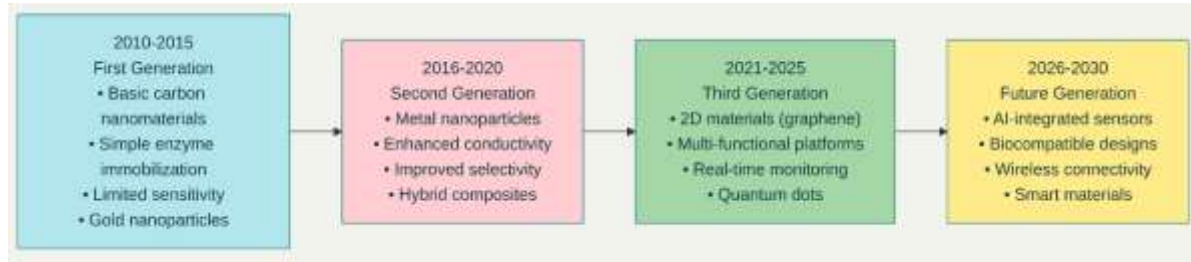 2010-2015
First Generation
• Basic carbon
nanomaterials
• Simple enzyme
immobilization
• Limited sensitivity
• Gold nanoparticles
2016-2020
Second Generation
• Metal nanoparticles
• Enhanced conductivity
• Improved selectivity
• Hybrid composites
2021-2025
Third Generation
• 2D materials (graphene)
• Multi-functional platforms
• Real-time monitoring
• Quantum dots
2026-2030
Future Generation
• AI-integrated sensors
• Biocompatible designs
• Wireless connectivity
• Smart materials